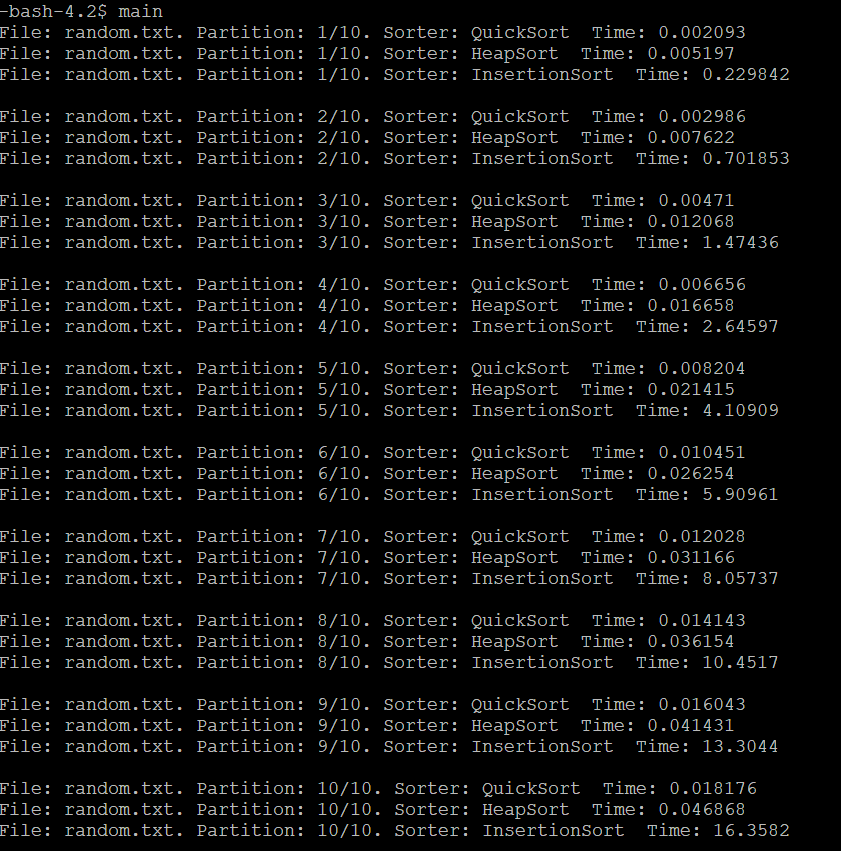 -bash-4.2$ main
File: random.txt. Partition: 1/10. Sorter: QuickSort  Time: 0.002093
File: random.txt. Partition: 1/10. Sorter: HeapSort  Time: 0.005197
File: random.txt. Partition: 1/10. Sorter: InsertionSort  Time: 0.229842

File: random.txt. Partition: 2/10. Sorter: QuickSort  Time: 0.002986
File: random.txt. Partition: 2/10. Sorter: HeapSort  Time: 0.007622
File: random.txt. Partition: 2/10. Sorter: InsertionSort  Time: 0.701853

File: random.txt. Partition: 3/10. Sorter: QuickSort  Time: 0.00471
File: random.txt. Partition: 3/10. Sorter: HeapSort  Time: 0.012068
File: random.txt. Partition: 3/10. Sorter: InsertionSort  Time: 1.47436

File: random.txt. Partition: 4/10. Sorter: QuickSort  Time: 0.006656
File: random.txt. Partition: 4/10. Sorter: HeapSort  Time: 0.016658
File: random.txt. Partition: 4/10. Sorter: InsertionSort  Time: 2.64597

File: random.txt. Partition: 5/10. Sorter: QuickSort  Time: 0.008204
File: random.txt. Partition: 5/10. Sorter: HeapSort  Time: 0.021415
File: random.txt. Partition: 5/10. Sorter: InsertionSort  Time: 4.10909

File: random.txt. Partition: 6/10. Sorter: QuickSort  Time: 0.010451
File: random.txt. Partition: 6/10. Sorter: HeapSort  Time: 0.026254
File: random.txt. Partition: 6/10. Sorter: InsertionSort  Time: 5.90961

File: random.txt. Partition: 7/10. Sorter: QuickSort  Time: 0.012028
File: random.txt. Partition: 7/10. Sorter: HeapSort  Time: 0.031166
File: random.txt. Partition: 7/10. Sorter: InsertionSort  Time: 8.05737

File: random.txt. Partition: 8/10. Sorter: QuickSort  Time: 0.014143
File: random.txt. Partition: 8/10. Sorter: HeapSort  Time: 0.036154
File: random.txt. Partition: 8/10. Sorter: InsertionSort  Time: 10.4517

File: random.txt. Partition: 9/10. Sorter: QuickSort  Time: 0.016043
File: random.txt. Partition: 9/10. Sorter: HeapSort  Time: 0.041431
File: random.txt. Partition: 9/10. Sorter: InsertionSort  Time: 13.3044

File: random.txt. Partition: 10/10. Sorter: QuickSort  Time: 0.018176
File: random.txt. Partition: 10/10. Sorter: HeapSort  Time: 0.046868
File: random.txt. Partition: 10/10. Sorter: InsertionSort  Time: 16.3582